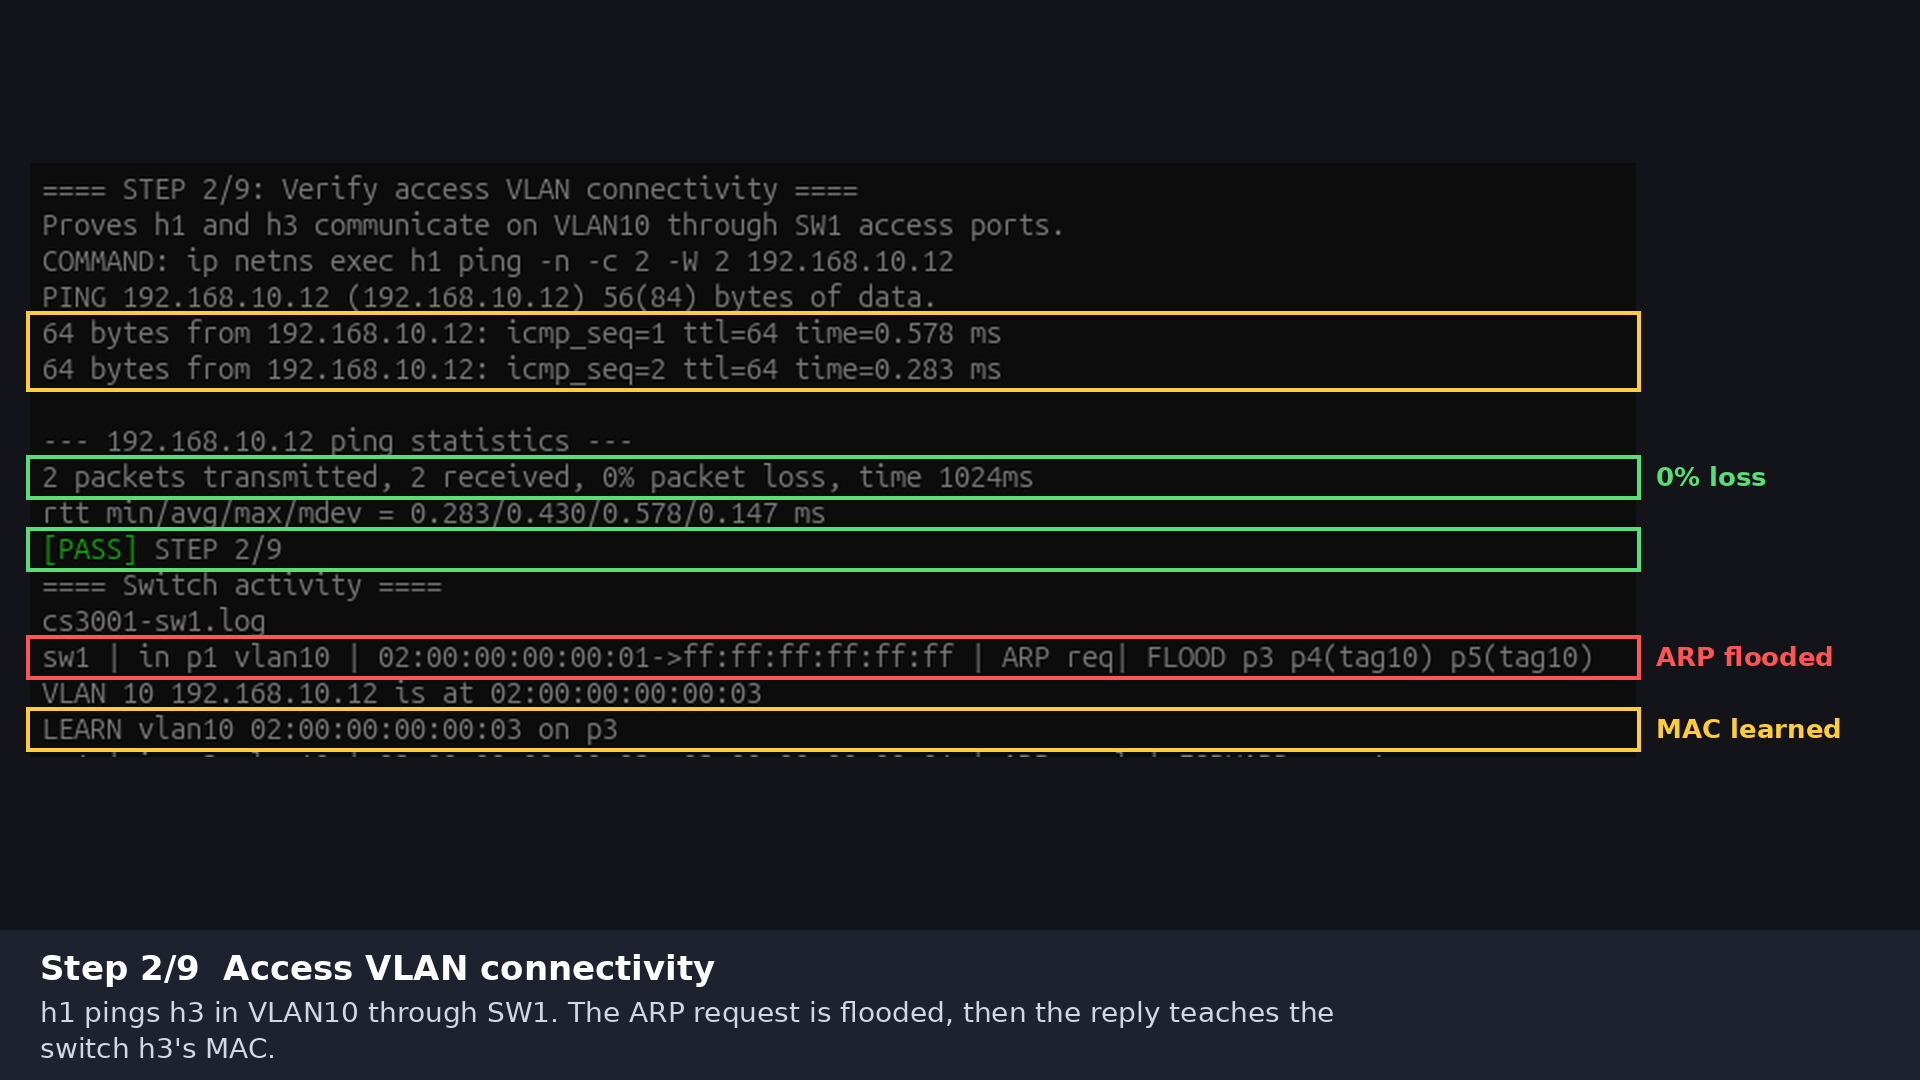 ==== STEP 2/9: Verify access VLAN connectivity ====
Proves h1 and h3 communicate on VLAN10 through SW1 access ports.
COMMAND: ip netns exec h1 ping -n -c 2 -W 2 192.168.10.12
PING 192.168.10.12 (192.168.10.12) 56(84) bytes of data.
64 bytes from 192.168.10.12: icmp_seq=1 ttl=64 time=0.578 ms
64 bytes from 192.168.10.12: icmp_seq=2 ttl=64 time=0.283 ms
--- 192.168.10.12 ping statistics ---
2 packets transmitted, 2 received, 0% packet loss, time 1024ms
0% loss
rtt min/avg/max/mdev = 0.283/0.430/0.578/0.147 ms
[PASS] STEP 2/9
==== Switch activity ====
cs3001-sw1.log
sw1 | in p1 vlan10 | 02:00:00:00:00:01->ff:ff:ff:ff:ff:ff | ARP req| FLOOD p3 p4(tag10) p5(tag10)
ARP flooded
VLAN 10 192.168.10.12 is at 02:00:00:00:00:03
LEARN vlan10 02:00:00:00:00:03 on p3
MAC learned
Step 2/9 Access VLAN connectivity
h1 pings h3 in VLAN10 through SW1. The ARP request is flooded, then the reply teaches the
switch h3's MAC.